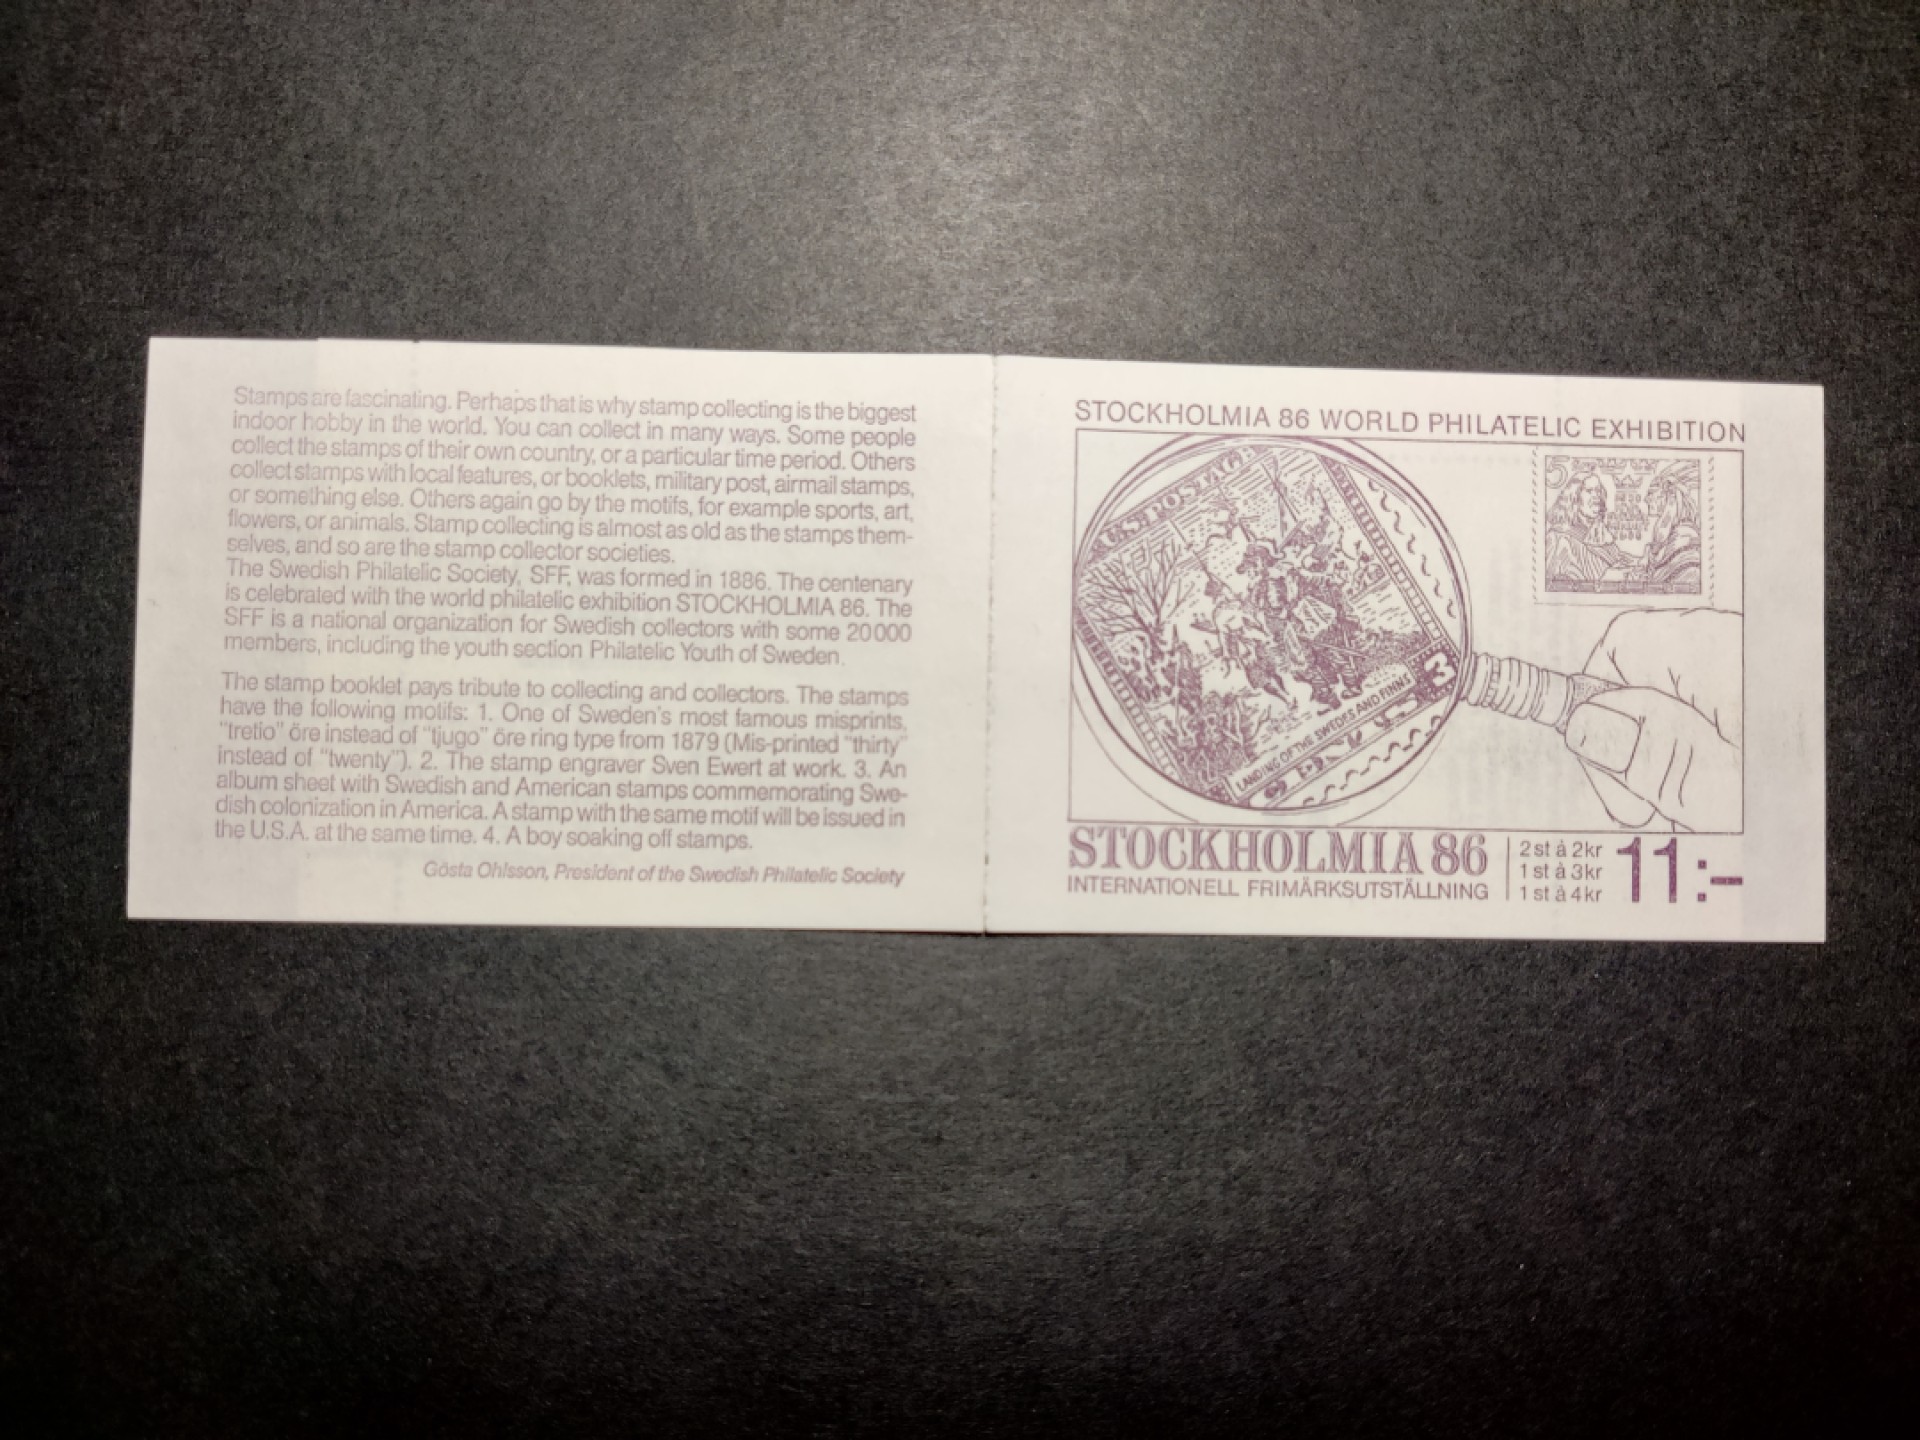 Stamps are fascinating. Perhaps that is why stamp collecting is the biggest
indoor hobby in the world. You can collect in many ways. Some people
collect the stamps of their own country, or a particular time period. Others
collect stamps with local features, or booklets, military post, airmail stamps,
or something else. Others again go by the motifs, for example sports, art,
flowers, or animals. Stamp collecting is almost as old as the stamps them-
selves, and so are the stamp collector societies.
The Swedish Philatelic Society, SFF, was formed in 1886. The centenary
is celebrated with the world philatelic exhibition STOCKHOLMIA 86. The
SFF is a national organization for Swedish collectors with some 20 000
members, including the youth section Philatelic Youth of Sweden.
The stamp booklet pays tribute to collecting and collectors. The stamps
have the following motifs: 1. One of Sweden's most famous misprints,
"tretio" öre instead of "tjugo" öre ring type from 1879 (Mis-printed "thirty"
instead of "twenty"). 2. The stamp engraver Sven Ewert at work. 3. An
album sheet with Swedish and American stamps commemorating Swe-
dish colonization in America. A stamp with the same motif will be issued in
the U.S.A. at the same time. 4. A boy soaking off stamps.
Gösta Ohlsson, President of the Swedish Philatelic Society
STOCKHOLMIA 86 WORLD PHILATELIC EXHIBITION
U.S. POSTAGE
LANDING OF THE SWEDES AND FINNS
3
5
STOCKHOLMIA 86
INTERNATIONELL FRIMÄRKSUTSTÄLLNING
2 st à 2 kr
1 st à 3 kr
1 st à 4 kr
11:-